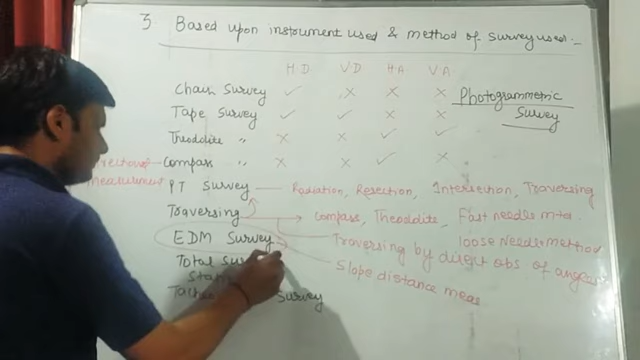 3. Based upon instrument used & method of survey used :-
H.D V.D H.A V.A
Chain Survey ✓ ✗ ✗ ✗
Tape Survey ✓ ✓ ✗ ✗
Theodolite " ✗ ✗ ✓ ✓
Compass " ✗ ✗ ✓ ✗
measurement
PT Survey Radiation, Resection, Intersection, Traversing
Traversing Compass, Theodolite, Fast needle mtd.
loose needle method
EDM Survey Traversing by direct obs. of angles
Total Slope distance meas
Survey
Photogrammetric
Survey